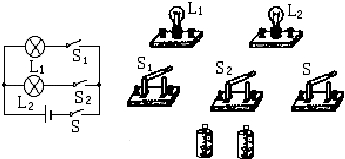 L₁ S₁
L₂ S₂
S
L₁ L₂
S₁ S₂ S